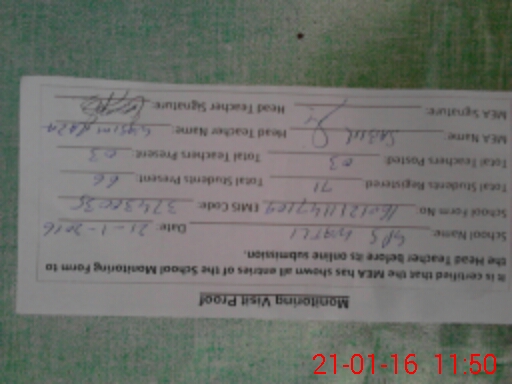 Monitoring Visit Proof
It is certified that the MEA has shown all entries of the School Monitoring Form to
the Head Teacher before its online submission.
School Name: GPS Date: 21-1-2016
School Form No: EMIS Code:
Total Students Registered: 71 Total Students Present: 66
Total Teachers Posted: 03 Total Teachers Present: 03
MEA Name: Head Teacher Name:
MEA Signature: Head Teacher Signature:
21-01-16 11:50